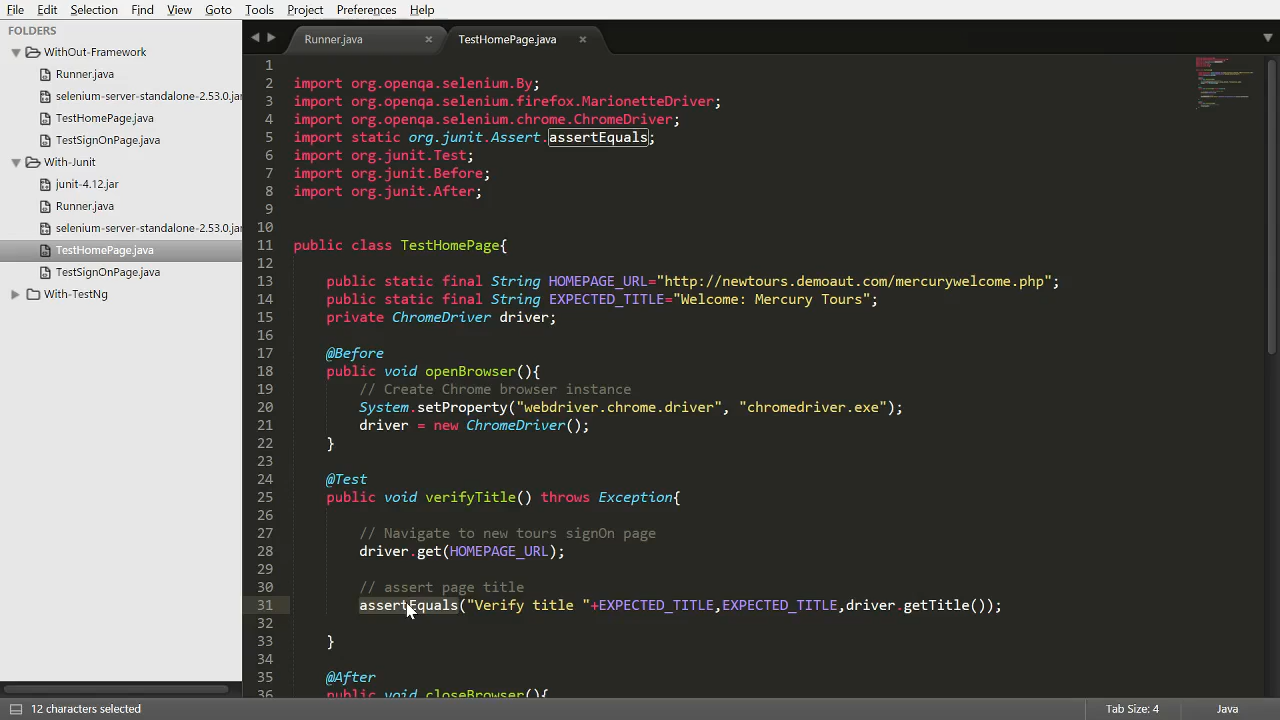 File Edit Selection Find View Goto Tools Project Preferences Help
FOLDERS
WithOut-Framework
Runner.java
selenium-server-standalone-2.53.0.jar
TestHomePage.java
TestSignOnPage.java
With-Junit
junit-4.12.jar
Runner.java
selenium-server-standalone-2.53.0.jar
TestHomePage.java
TestSignOnPage.java
With-TestNg
Runner.java TestHomePage.java
1
2 import org.openqa.selenium.By;
3 import org.openqa.selenium.firefox.MarionetteDriver;
4 import org.openqa.selenium.chrome.ChromeDriver;
5 import static org.junit.Assert.assertEquals;
6 import org.junit.Test;
7 import org.junit.Before;
8 import org.junit.After;
9
10
11 public class TestHomePage{
12
13 public static final String HOMEPAGE_URL="http://newtours.demoaut.com/mercurywelcome.php";
14 public static final String EXPECTED_TITLE="Welcome: Mercury Tours";
15 private ChromeDriver driver;
16
17 @Before
18 public void openBrowser(){
19 // Create Chrome browser instance
20 System.setProperty("webdriver.chrome.driver", "chromedriver.exe");
21 driver = new ChromeDriver();
22 }
23
24 @Test
25 public void verifyTitle() throws Exception{
26
27 // Navigate to new tours signOn page
28 driver.get(HOMEPAGE_URL);
29
30 // assert page title
31 assertEquals("Verify title "+EXPECTED_TITLE,EXPECTED_TITLE,driver.getTitle());
32
33 }
34
35 @After
36 public void closeBrowser(){
12 characters selected Tab Size: 4 Java